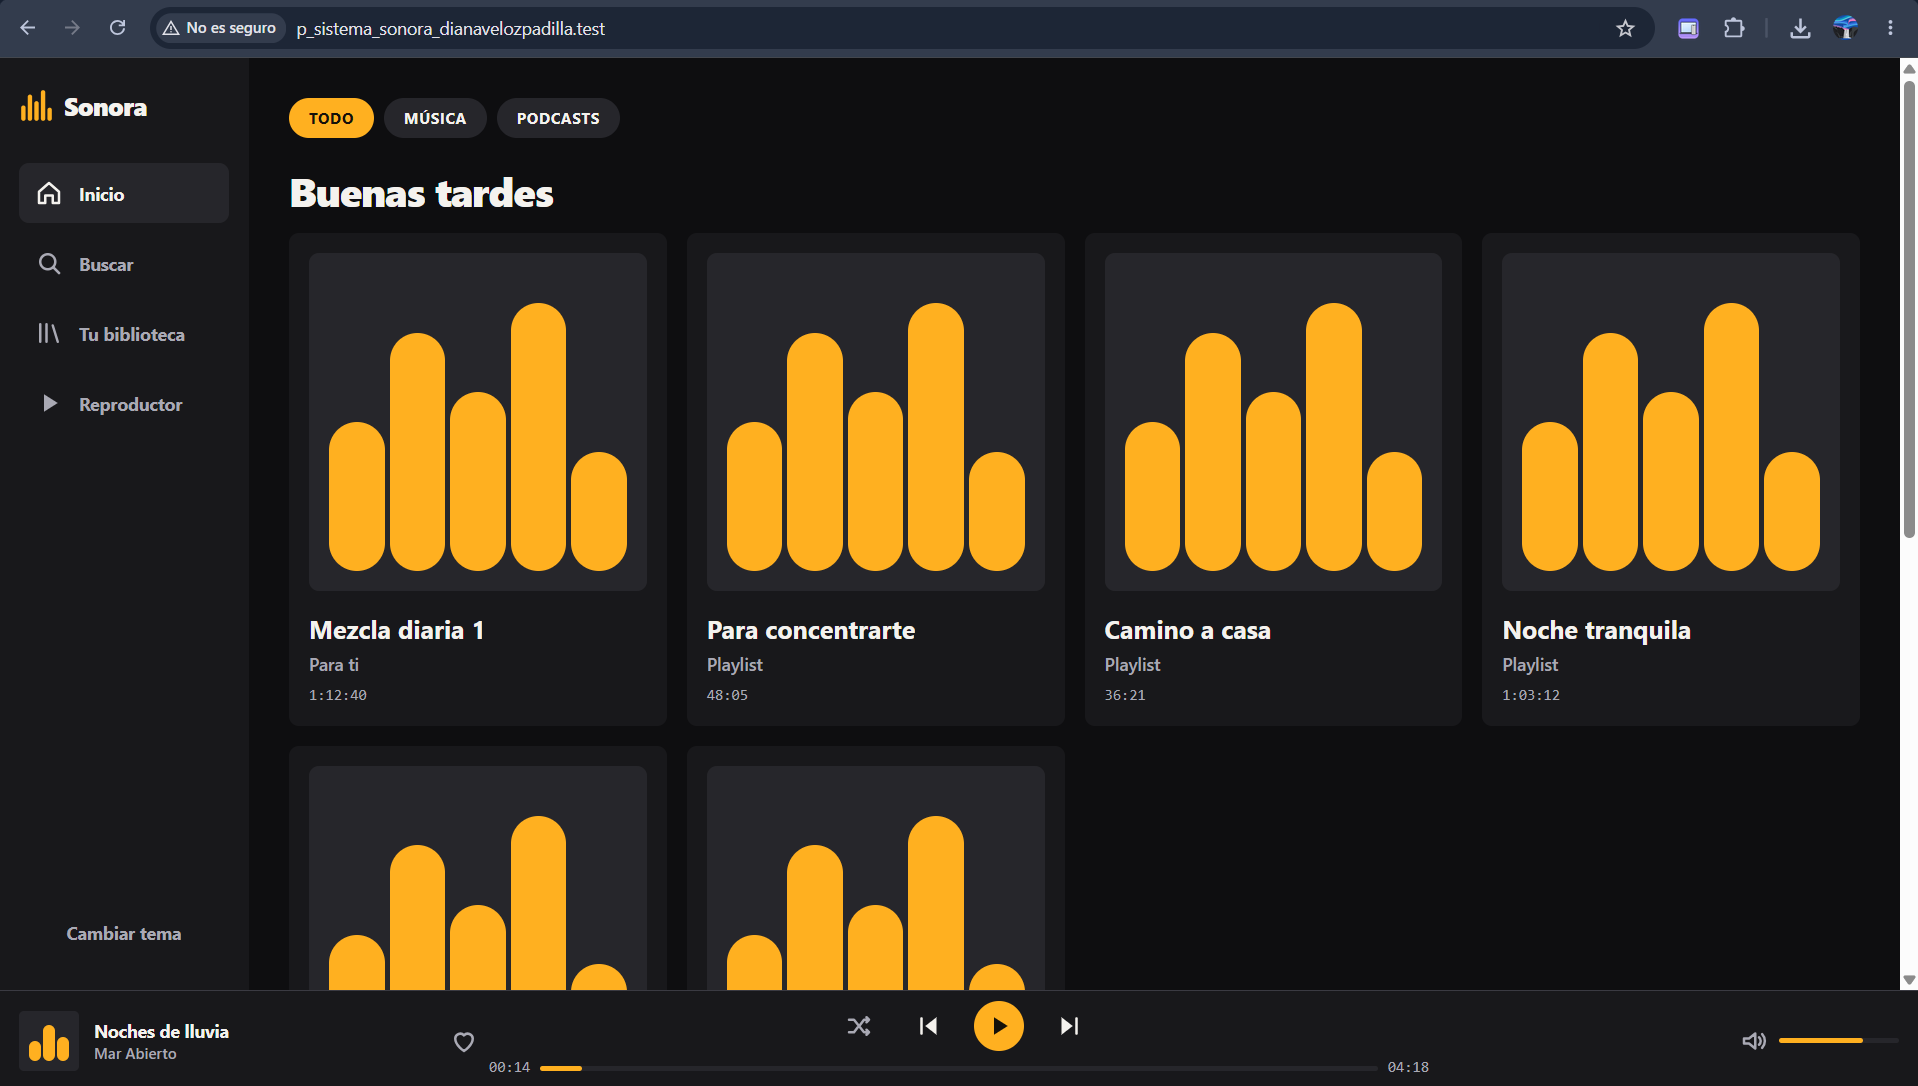 No es seguro
p_sistema_sonora_dianavelozpadilla.test
Sonora
Inicio
Buscar
Tu biblioteca
Reproductor
Cambiar tema
TODO
MÚSICA
PODCASTS
Buenas tardes
Mezcla diaria 1
Para ti
1:12:40
Para concentrarte
Playlist
48:05
Camino a casa
Playlist
36:21
Noche tranquila
Playlist
1:03:12
Noches de lluvia
Mar Abierto
00:14
04:18